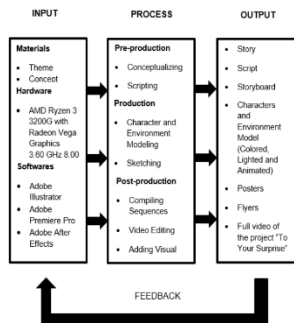 INPUT
PROCESS
OUTPUT
Materials
• Theme
• Concept
Hardware
• AMD Ryzen 3
3200G with
Radeon Vega
Graphics
3.60 GHz 8.00
Softwares
• Adobe
Illustrator
• Adobe
Premiere Pro
• Adobe After
Effects
Pre-production
• Conceptualizing
• Scripting
Production
• Character and
Environment
Modeling
• Sketching
Post-production
• Compiling
Sequences
• Video Editing
• Adding Visual
• Story
• Script
• Storyboard
• Characters
and
Environment
Model
(Colored,
Lighted and
Animated)
• Posters
• Flyers
• Full video of
the project "To
Your Surprise"
FEEDBACK